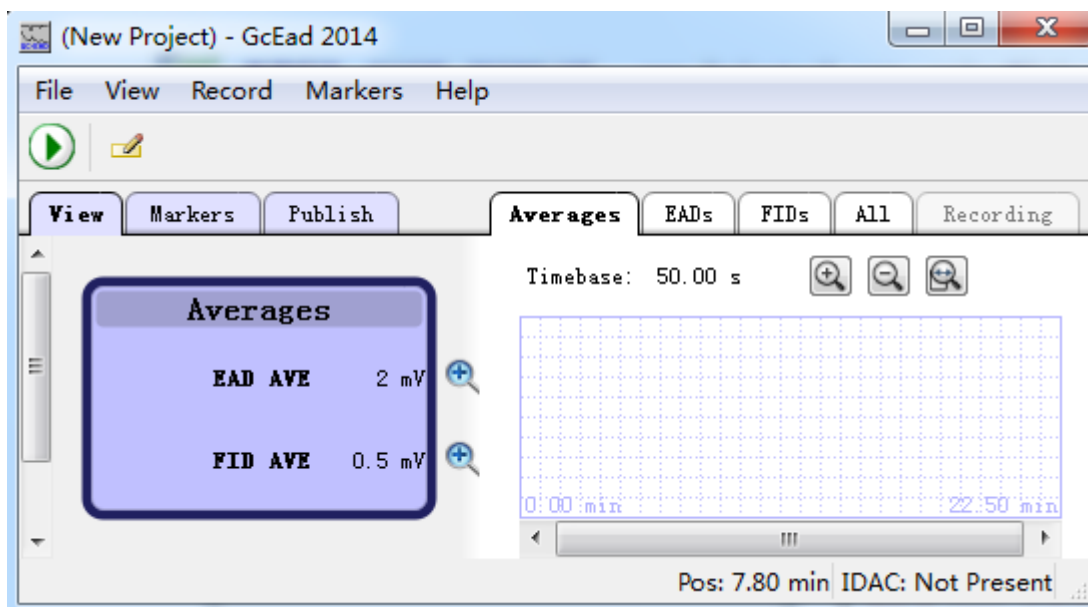 (New Project) - GcEad 2014
File View Record Markers Help
View Markers Publish
Averages EADs FIDs All Recording
Timebase: 50.00 s
Averages
EAD AVE 2 mV
FID AVE 0.5 mV
0.00 min 22.50 min
Pos: 7.80 min IDAC: Not Present